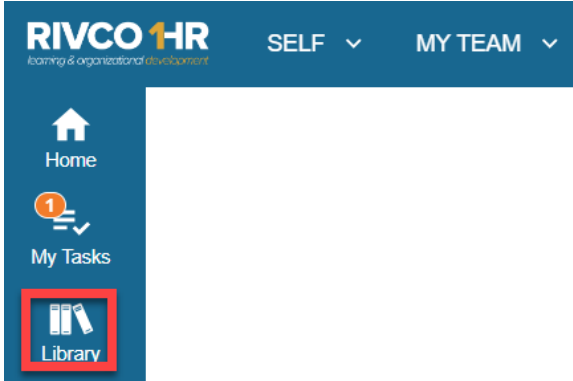 RIVCO 1HR
learning & organizational development
SELF
MY TEAM
Home
1
My Tasks
Library